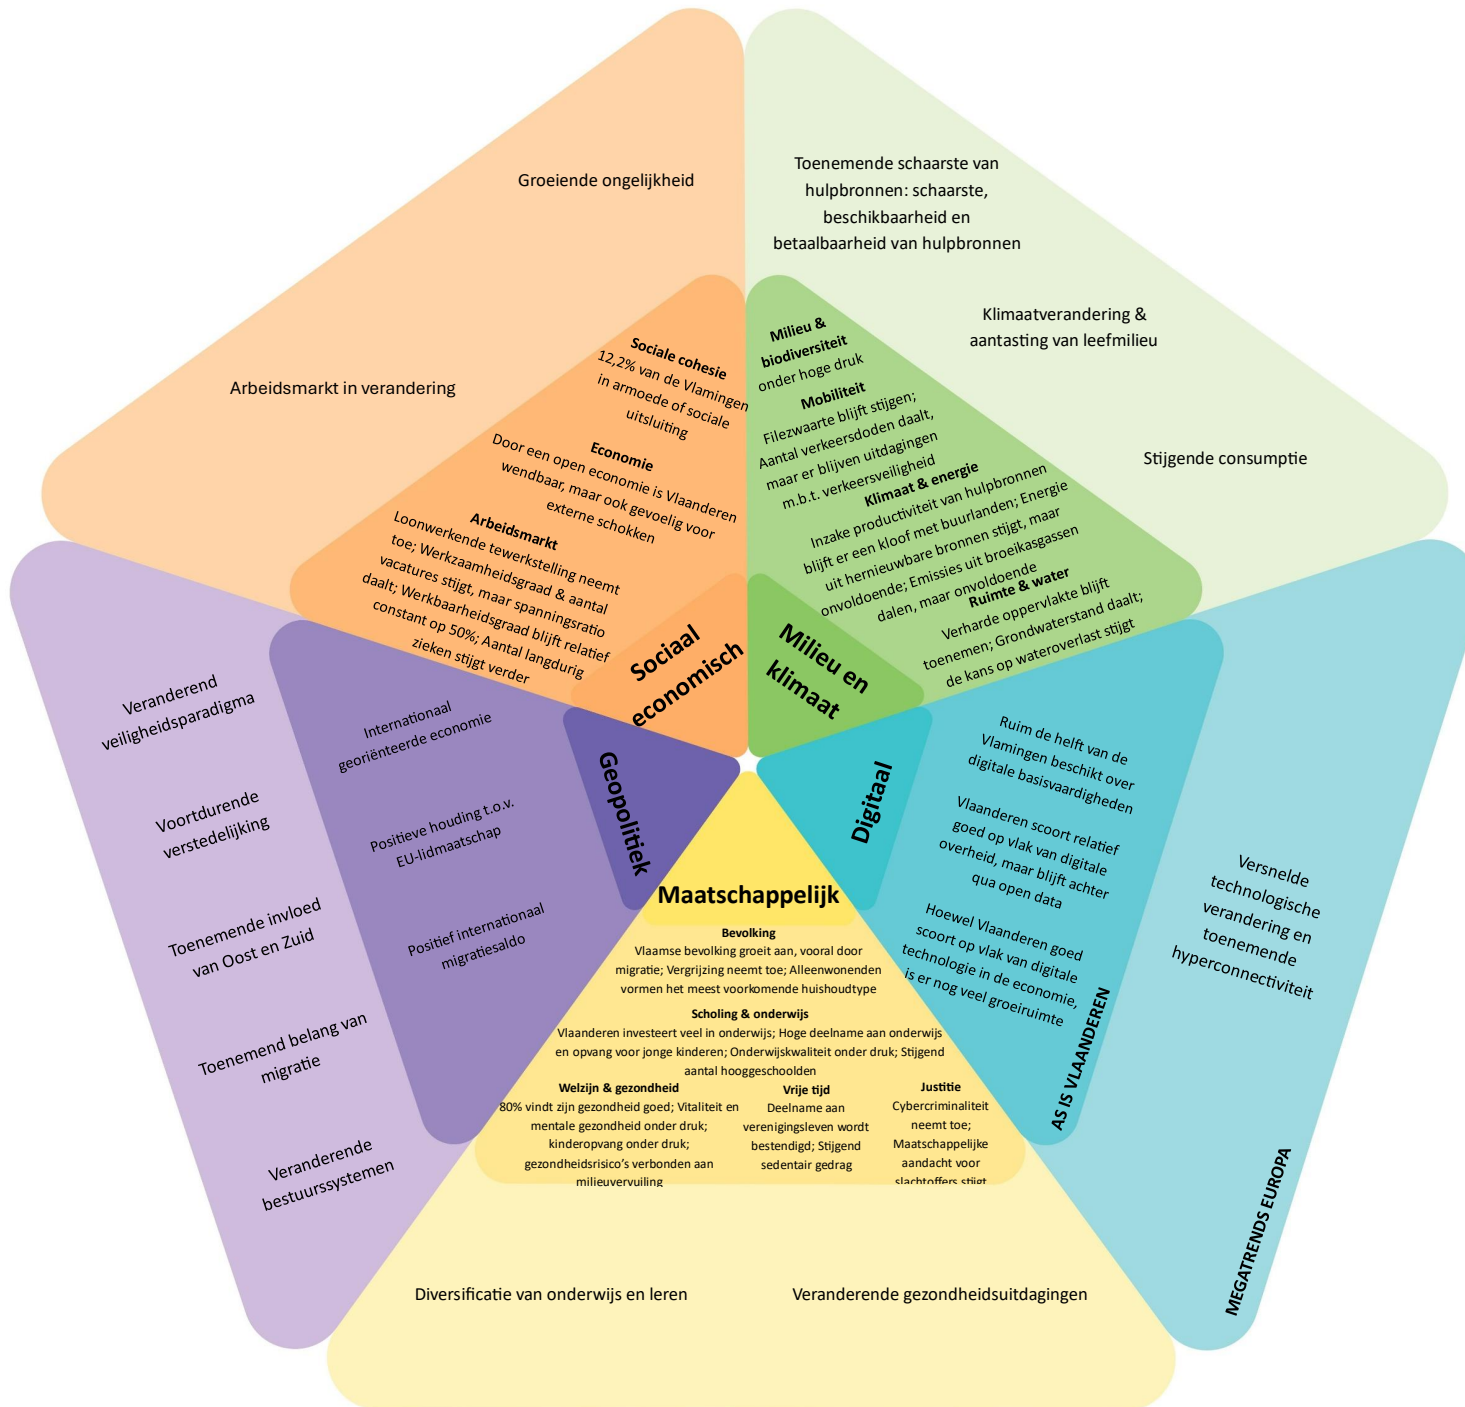 Groeiende ongelijkheid
Arbeidsmarkt in verandering
Sociale cohesie
12,2% van de Vlamingen
in armoede of sociale
uitsluiting
Economie
Door een open economie is Vlaanderen
wendbaar, maar ook gevoelig voor
externe schokken
Arbeidsmarkt
Loonwerkende tewerkstelling neemt
toe; Werkzaamheidsgraad & aantal
vacatures stijgt, maar spanningsratio
daalt; Werkbaarheidsgraad blijft relatief
constant op 50%; Aantal langdurig
zieken stijgt verder
Sociaal
economisch
Toenemende schaarste van
hulpbronnen: schaarste,
beschikbaarheid en
betaalbaarheid van hulpbronnen
Klimaatverandering &
aantasting van leefmilieu
Stijgende consumptie
Milieu &
biodiversiteit
onder hoge druk
Mobiliteit
Filezwaarte blijft stijgen;
Aantal verkeersdoden daalt,
maar er blijven uitdagingen
m.b.t. verkeersveiligheid
Klimaat & energie
Inzake productiviteit van hulpbronnen
blijft er een kloof met buurlanden; Energie
uit hernieuwbare bronnen stijgt, maar
onvoldoende; Emissies uit broeikasgassen
dalen, maar onvoldoende
Ruimte & water
Verharde oppervlakte blijft
toenemen; Grondwaterstand daalt;
de kans op wateroverlast stijgt
Milieu en
klimaat
Veranderend
veiligheidsparadigma
Voortdurende
verstedelijking
Toenemende invloed
van Oost en Zuid
Toenemend belang van
migratie
Veranderende
bestuurssystemen
Internationaal
georiënteerde economie
Positieve houding t.o.v.
EU-lidmaatschap
Positief internationaal
migratiesaldo
Geopolitiek
Digitaal
Ruim de helft van de
Vlamingen beschikt over
digitale basisvaardigheden
Vlaanderen scoort relatief
goed op vlak van digitale
overheid, maar blijft achter
qua open data
Hoewel Vlaanderen goed
scoort op vlak van digitale
technologie in de economie,
is er nog veel groeiruimte
AS IS VLAANDEREN
Versnelde
technologische
verandering en
toenemende
hyperconnectiviteit
MEGATRENDS EUROPA
Maatschappelijk
Bevolking
Vlaamse bevolking groeit aan, vooral door
migratie; Vergrijzing neemt toe; Alleenwonenden
vormen het meest voorkomende huishoudtype
Scholing & onderwijs
Vlaanderen investeert veel in onderwijs; Hoge deelname aan onderwijs
en opvang voor jonge kinderen; Onderwijskwaliteit onder druk; Stijgend
aantal hooggeschoolden
Welzijn & gezondheid
80% vindt zijn gezondheid goed; Vitaliteit en
mentale gezondheid onder druk;
kinderopvang onder druk;
gezondheidsrisico's verbonden aan
milieuvervuiling
Vrije tijd
Deelname aan
verenigingsleven wordt
bestendigd; Stijgend
sedentair gedrag
Justitie
Cybercriminaliteit
neemt toe;
Maatschappelijke
aandacht voor
slachtoffers stijgt
Diversificatie van onderwijs en leren
Veranderende gezondheidsuitdagingen